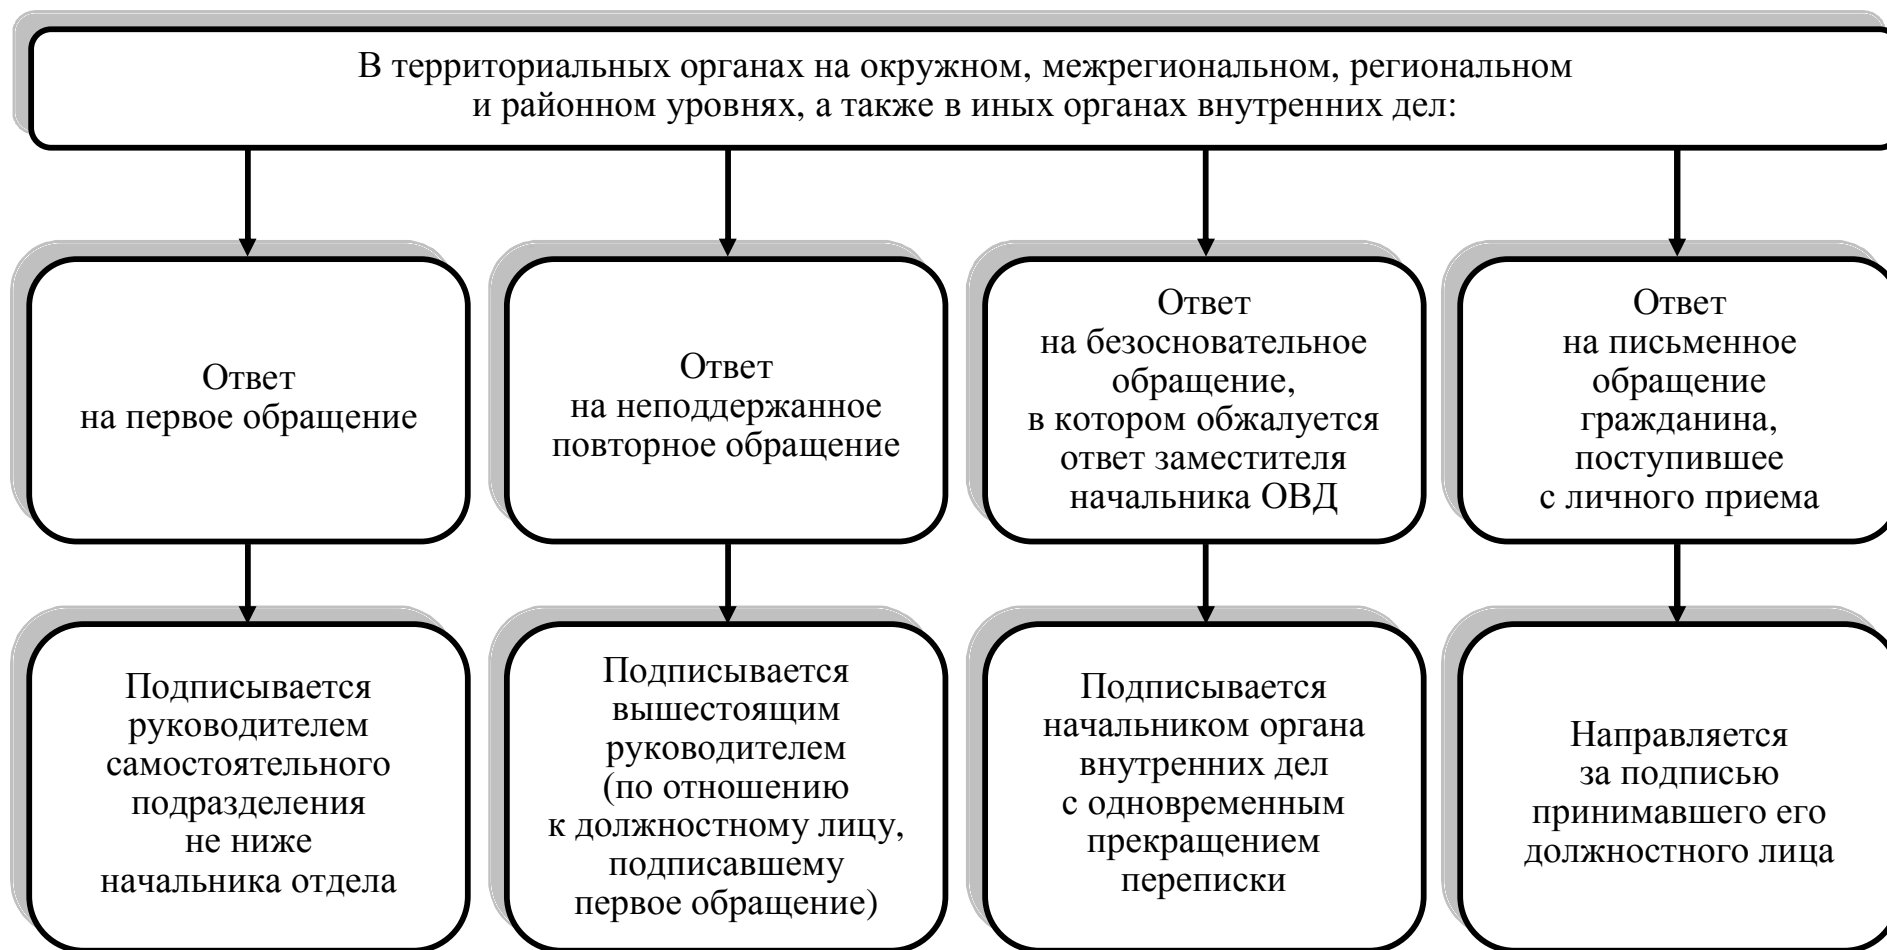 В территориальных органах на окружном, межрегиональном, региональном
и районном уровнях, а также в иных органах внутренних дел:
Ответ
на первое обращение
Ответ
на неподдержанное
повторное обращение
Ответ
на безосновательное
обращение,
в котором обжалуется
ответ заместителя
начальника ОВД
Ответ
на письменное
обращение
гражданина,
поступившее
с личного приема
Подписывается
руководителем
самостоятельного
подразделения
не ниже
начальника отдела
Подписывается
вышестоящим
руководителем
(по отношению
к должностному лицу,
подписавшему
первое обращение)
Подписывается
начальником органа
внутренних дел
с одновременным
прекращением
переписки
Направляется
за подписью
принимавшего его
должностного лица